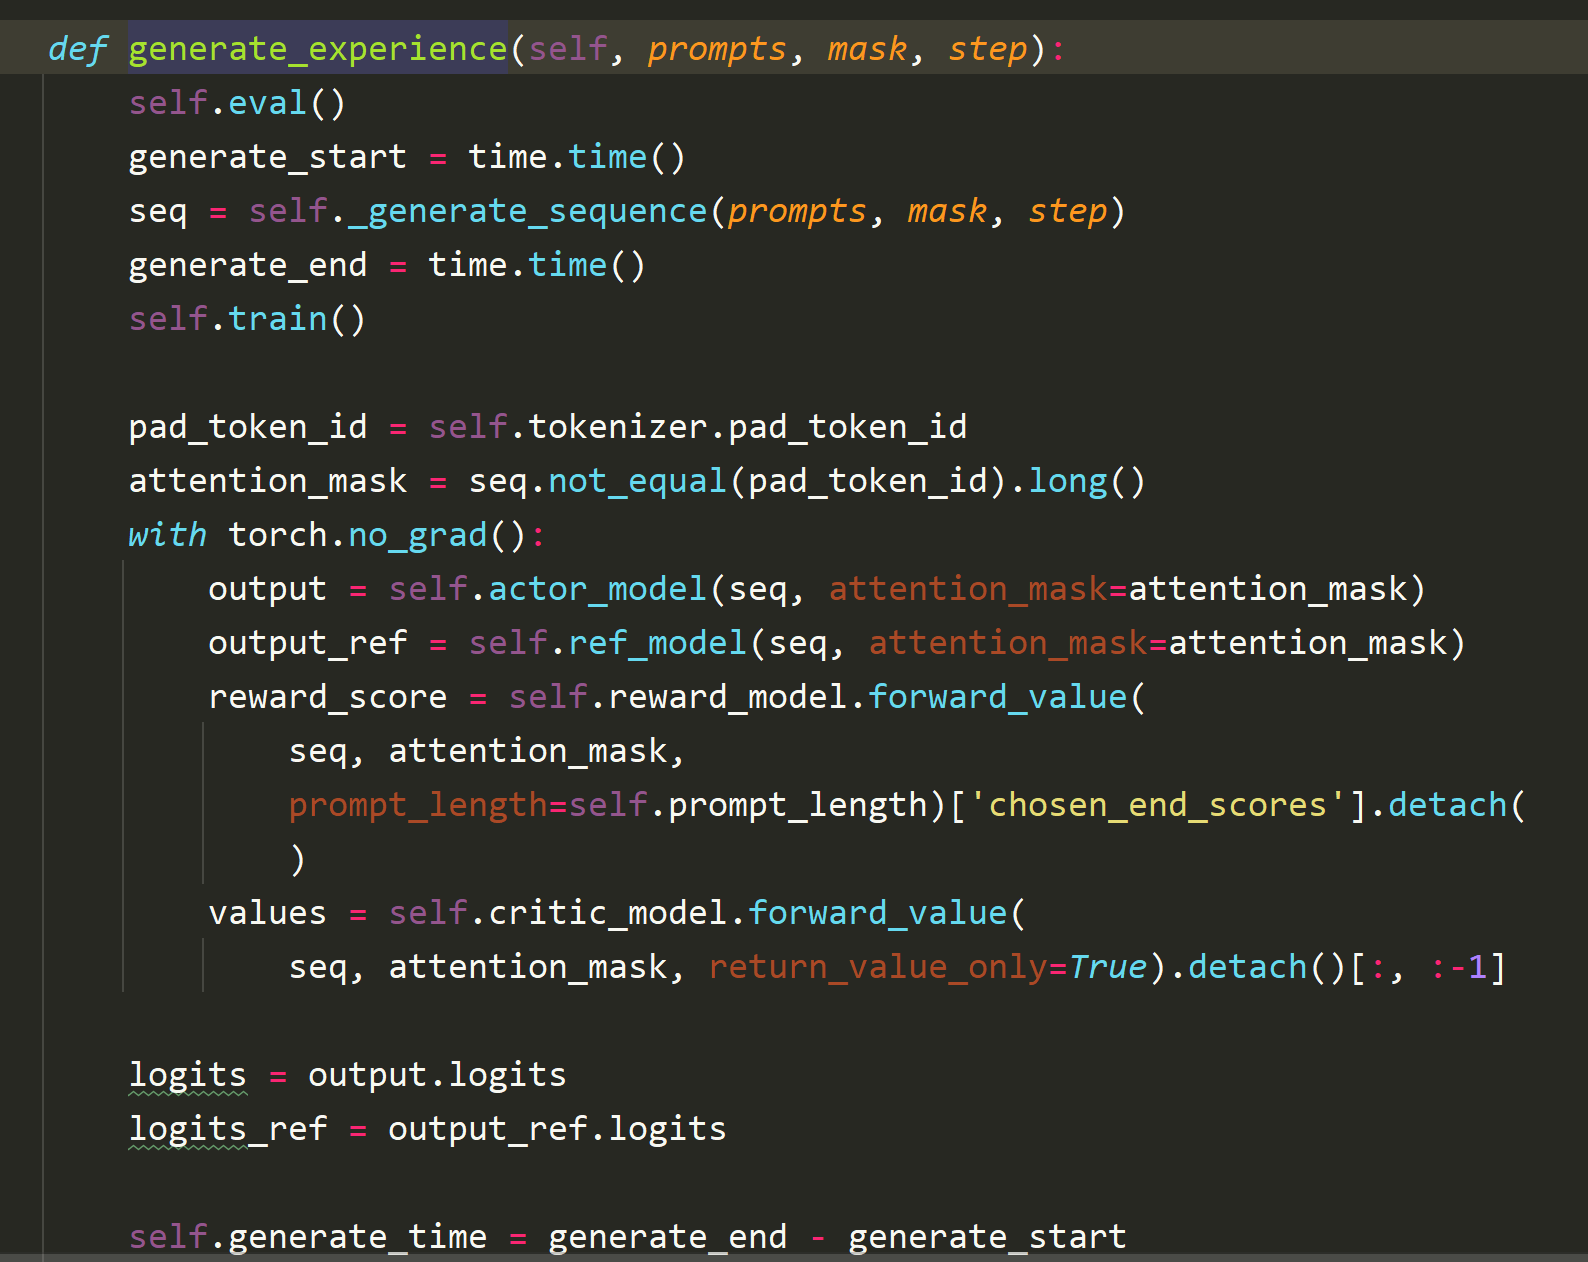 def generate_experience(self, prompts, mask, step):
    self.eval()
    generate_start = time.time()
    seq = self._generate_sequence(prompts, mask, step)
    generate_end = time.time()
    self.train()

    pad_token_id = self.tokenizer.pad_token_id
    attention_mask = seq.not_equal(pad_token_id).long()
    with torch.no_grad():
        output = self.actor_model(seq, attention_mask=attention_mask)
        output_ref = self.ref_model(seq, attention_mask=attention_mask)
        reward_score = self.reward_model.forward_value(
            seq, attention_mask,
            prompt_length=self.prompt_length)['chosen_end_scores'].detach(
            )
        values = self.critic_model.forward_value(
            seq, attention_mask, return_value_only=True).detach()[:, :-1]

    logits = output.logits
    logits_ref = output_ref.logits

    self.generate_time = generate_end - generate_start